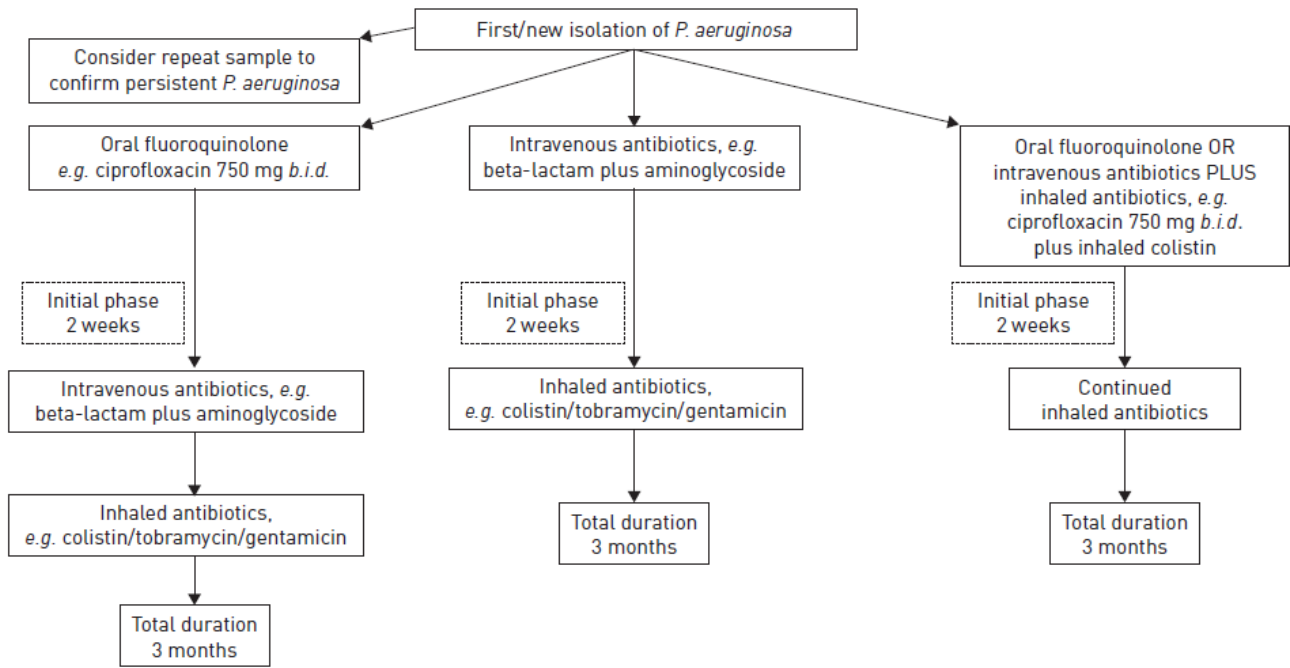 First/new isolation of P. aeruginosa
Consider repeat sample to
confirm persistent P. aeruginosa
Oral fluoroquinolone
e.g. ciprofloxacin 750 mg b.i.d.
Intravenous antibiotics, e.g.
beta-lactam plus aminoglycoside
Oral fluoroquinolone OR
intravenous antibiotics PLUS
inhaled antibiotics, e.g.
ciprofloxacin 750 mg b.i.d.
plus inhaled colistin
Initial phase
2 weeks
Initial phase
2 weeks
Initial phase
2 weeks
Intravenous antibiotics, e.g.
beta-lactam plus aminoglycoside
Inhaled antibiotics,
e.g. colistin/tobramycin/gentamicin
Continued
inhaled antibiotics
Inhaled antibiotics,
e.g. colistin/tobramycin/gentamicin
Total duration
3 months
Total duration
3 months
Total duration
3 months